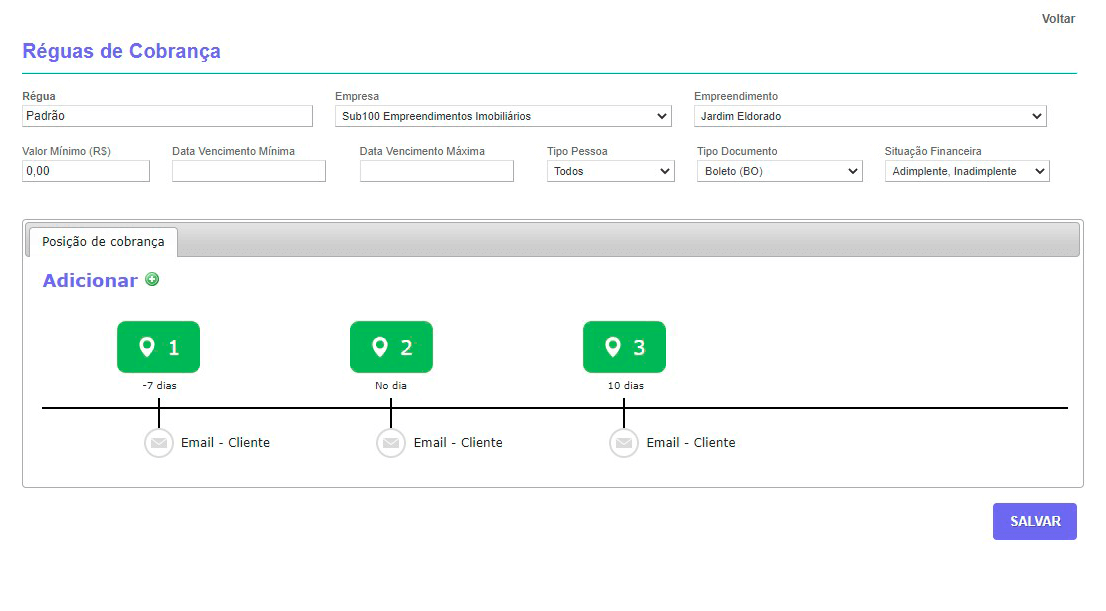 Voltar
Réguas de Cobrança
Régua
Empresa
Empreendimento
Padrão
Sub100 Empreendimentos Imobiliários
Jardim Eldorado
Valor Mínimo (R$)
Data Vencimento Mínima
Data Vencimento Máxima
Tipo Pessoa
Tipo Documento
Situação Financeira
0,00
Todos
Boleto (BO)
Adimplente, Inadimplente
Posição de cobrança
Adicionar
1
2
3
-7 dias
No dia
10 dias
Email - Cliente
Email - Cliente
Email - Cliente
SALVAR